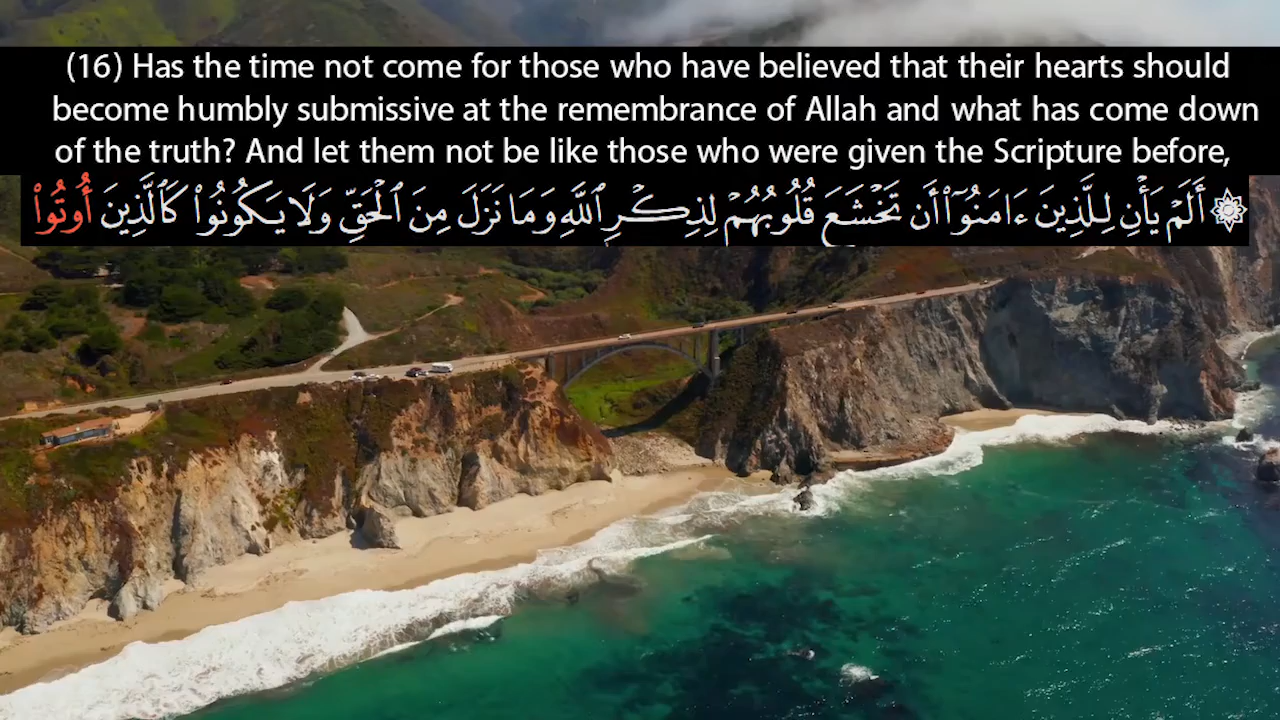 (16) Has the time not come for those who have believed that their hearts should
become humbly submissive at the remembrance of Allah and what has come down
of the truth? And let them not be like those who were given the Scripture before,
۞ أَلَمْ يَأْنِ لِلَّذِينَ ءَامَنُوٓا۟ أَن تَخْشَعَ قُلُوبُهُمْ لِذِكْرِ ٱللَّهِ وَمَا نَزَلَ مِنَ ٱلْحَقِّ وَلَا يَكُونُوا۟ كَٱلَّذِينَ أُوتُوا۟